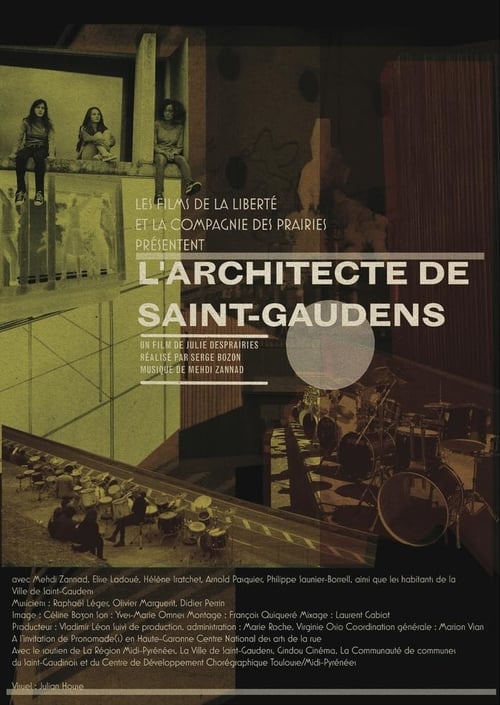 LES FILMS DE LA LIBERTÉ
ET LA COMPAGNIE DES PRAIRIES
PRÉSENTENT
L'ARCHITECTE DE
SAINT-GAUDENS
UN FILM DE JULIE DESPRAIRIES
RÉALISÉ PAR SERGE BOZON
MUSIQUE DE MEHDI ZANNAD
avec Mehdi Zannad, Elise Ladoué, Hélène Iratchet, Arnold Pasquier, Philippe Saunier-Borrell, ainsi que les habitants de la
Ville de Saint-Gaudens
Musiciens : Raphaël Léger, Olivier Marguerit, Didier Perrin
Image : Céline Bozon Son : Yves-Marie Omnes Montage : François Quiqueré Mixage : Laurent Gabiot
Producteur : Vladimir Léon Suivi de production, administration : Marie Roche, Virginie Oria Coordination générale : Marion Vian
A l'invitation de Pronomade(s) en Haute-Garonne Centre National des arts de la rue
Avec le soutien de La Région Midi-Pyrénées, La Ville de Saint-Gaudens, Gindou Cinéma, La Communauté de communes
du Saint-Gaudinois et du Centre de Développement Chorégraphique Toulouse/Midi-Pyrénées
Visuel : Julian House